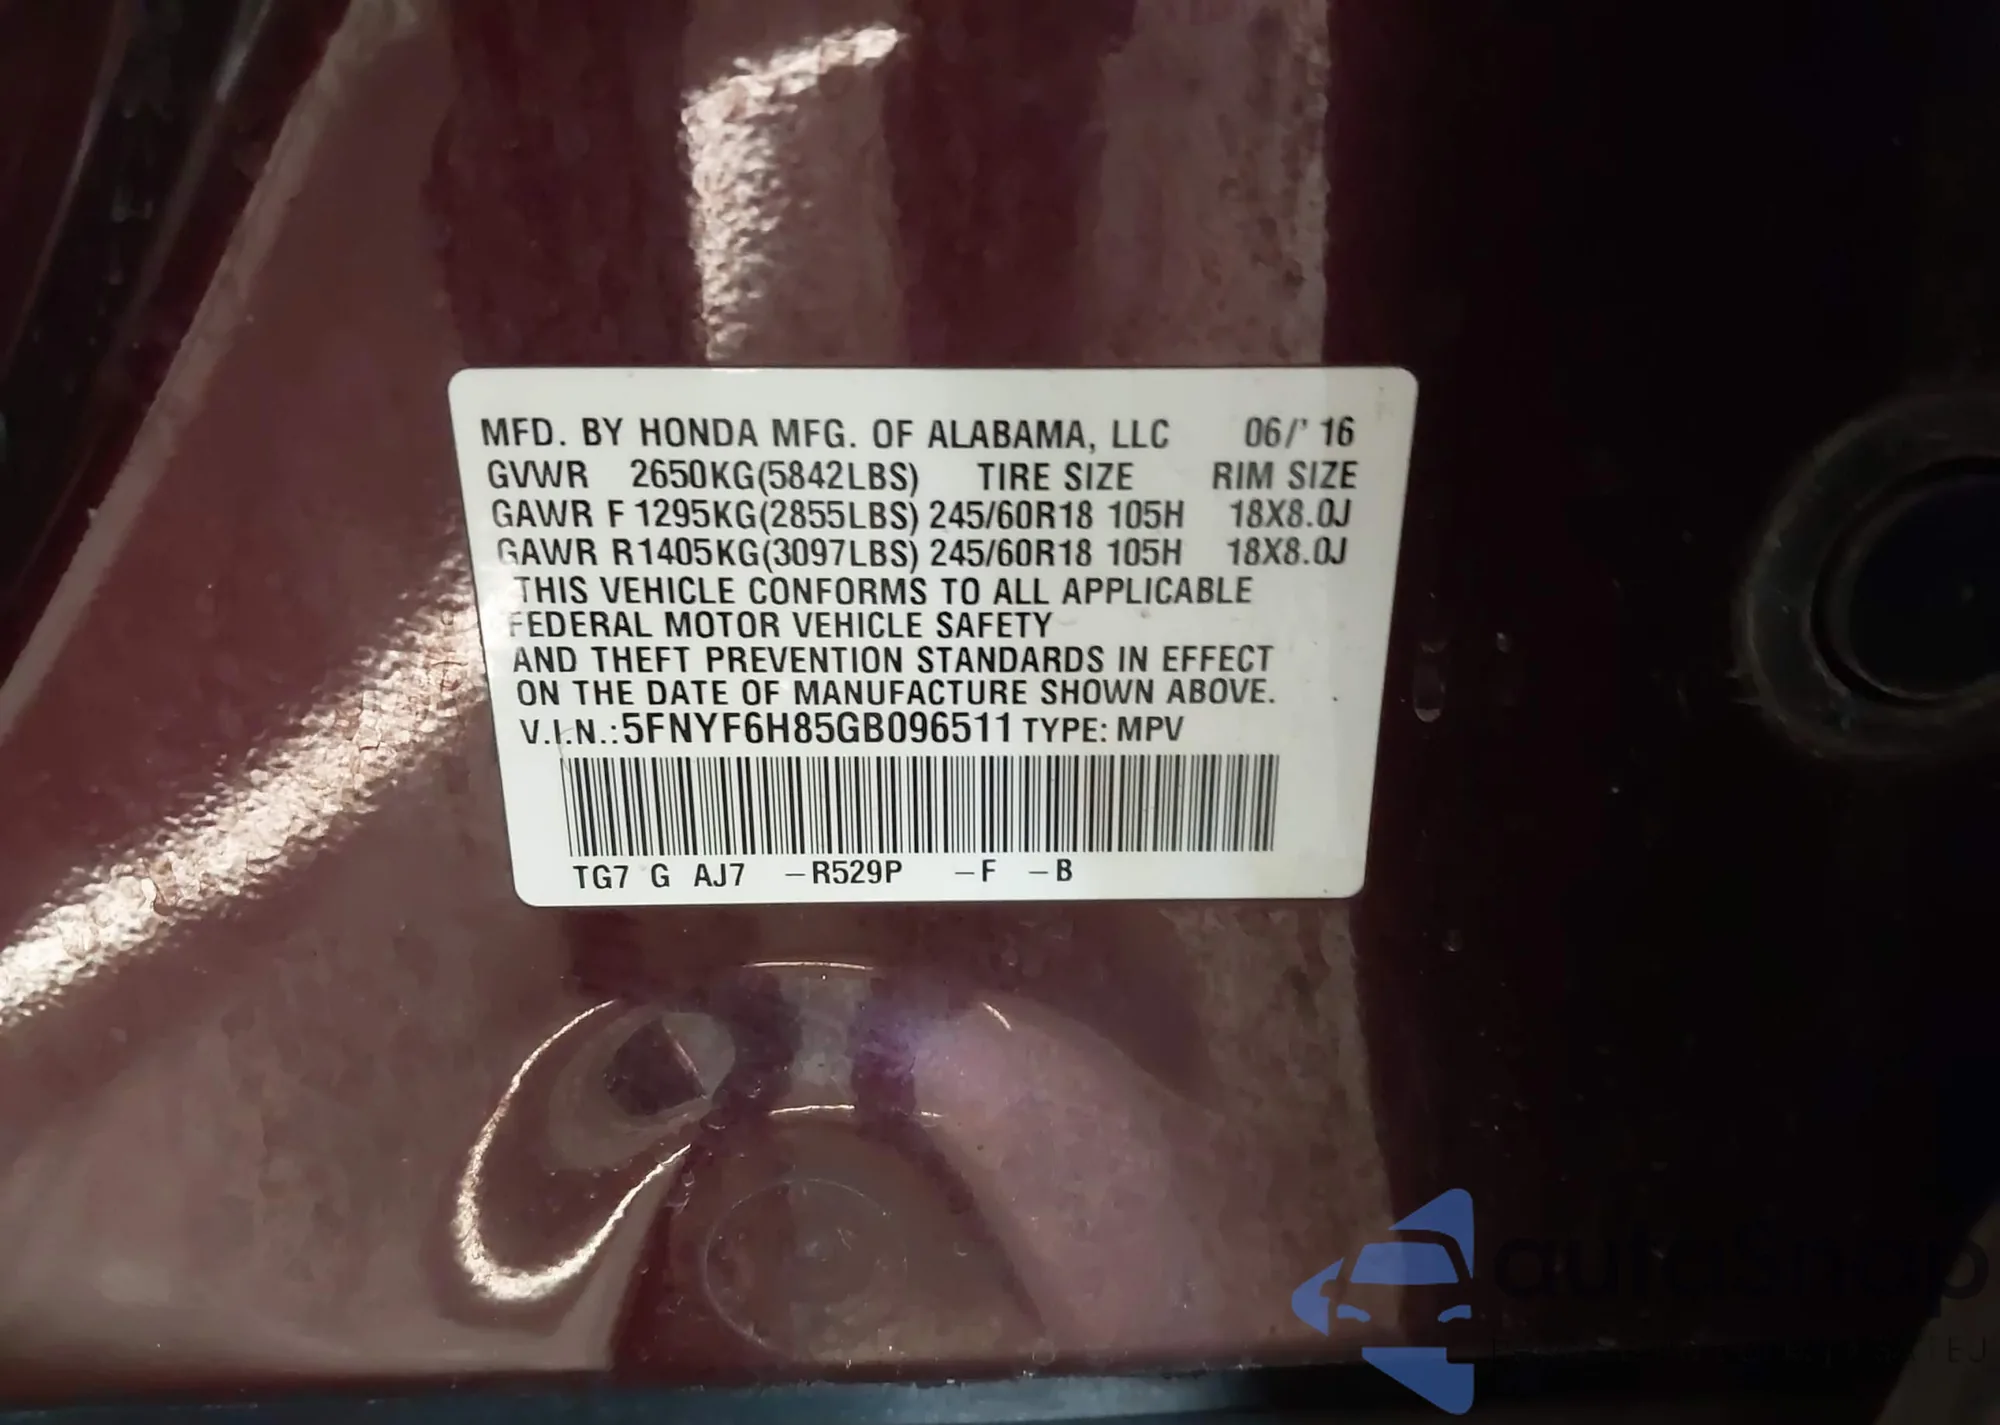 MFD. BY HONDA MFG. OF ALABAMA, LLC 06/' 16
GVWR 2650KG(5842LBS) TIRE SIZE RIM SIZE
GAWR F 1295KG(2855LBS) 245/60R18 105H 18X8.0J
GAWR R1405KG(3097LBS) 245/60R18 105H 18X8.0J
THIS VEHICLE CONFORMS TO ALL APPLICABLE
FEDERAL MOTOR VEHICLE SAFETY
AND THEFT PREVENTION STANDARDS IN EFFECT
ON THE DATE OF MANUFACTURE SHOWN ABOVE.
V.I.N.:5FNYF6H85GB096511 TYPE: MPV
TG7 G AJ7 –R529P –F –B
autosnap